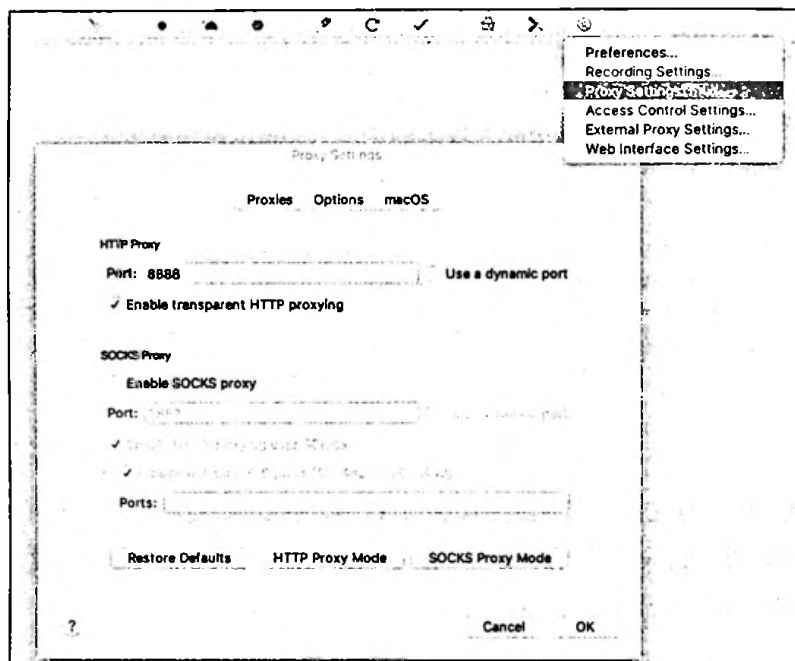 Preferences...
Recording Settings...
Proxy Settings...
Access Control Settings...
External Proxy Settings...
Web Interface Settings...
Proxy Settings
Proxies Options macOS
HTTP Proxy
Port: 8888 Use a dynamic port
✓ Enable transparent HTTP proxying
SOCKS Proxy
Enable SOCKS proxy
Port:
Ports:
Restore Defaults HTTP Proxy Mode SOCKS Proxy Mode
? Cancel OK